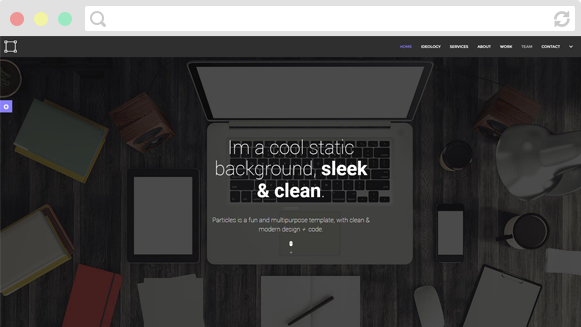 HOME IDEOLOGY SERVICES ABOUT WORK TEAM CONTACT
Im a cool static
background, sleek
& clean.
Particles is a fun and multipurpose template, with clean &
modern design + code.